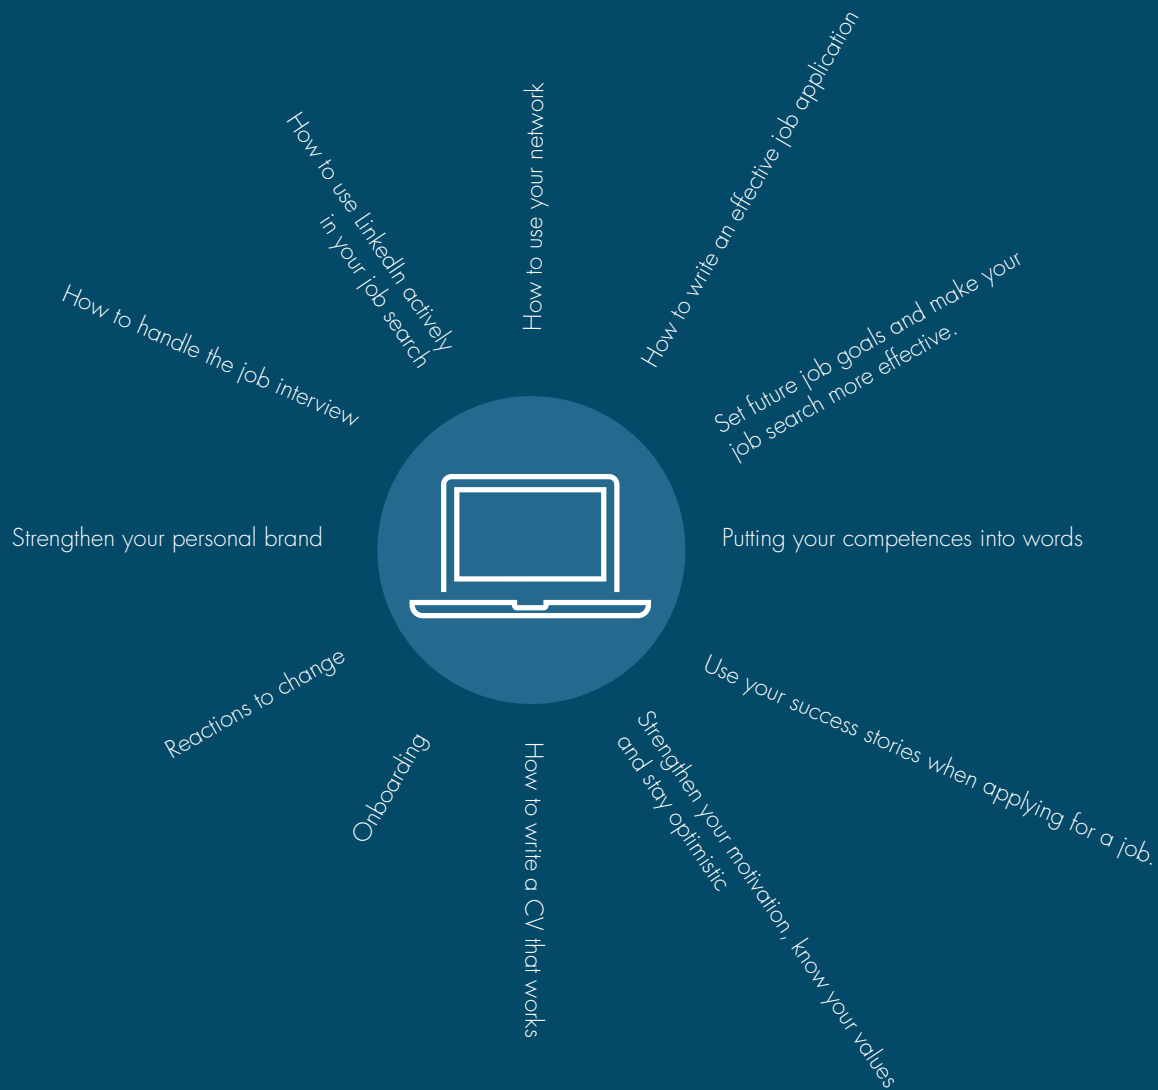 How to use your network
How to write an effective job application
Set future job goals and make your
job search more effective.
Putting your competences into words
Use your success stories when applying for a job.
Strengthen your motivation, know your values
and stay optimistic
How to write a CV that works
Onboarding
Reactions to change
Strengthen your personal brand
How to handle the job interview
How to use LinkedIn actively
in your job search